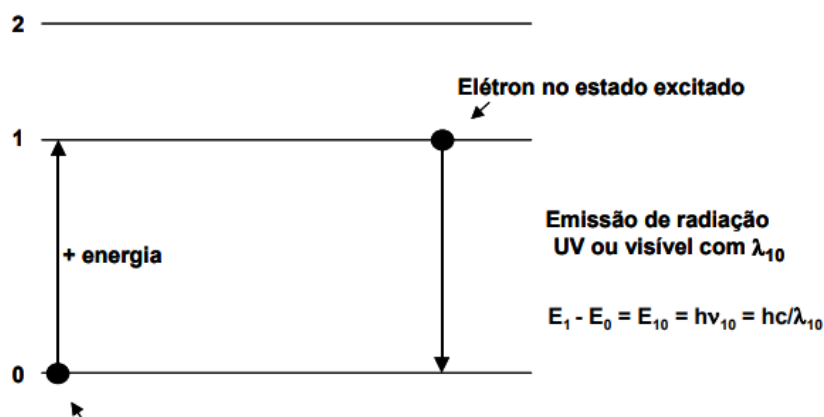 2
Elétron no estado excitado
1
+ energia
Emissão de radiação
UV ou visível com λ₁₀
E₁ - E₀ = E₁₀ = hν₁₀ = hc/λ₁₀
0